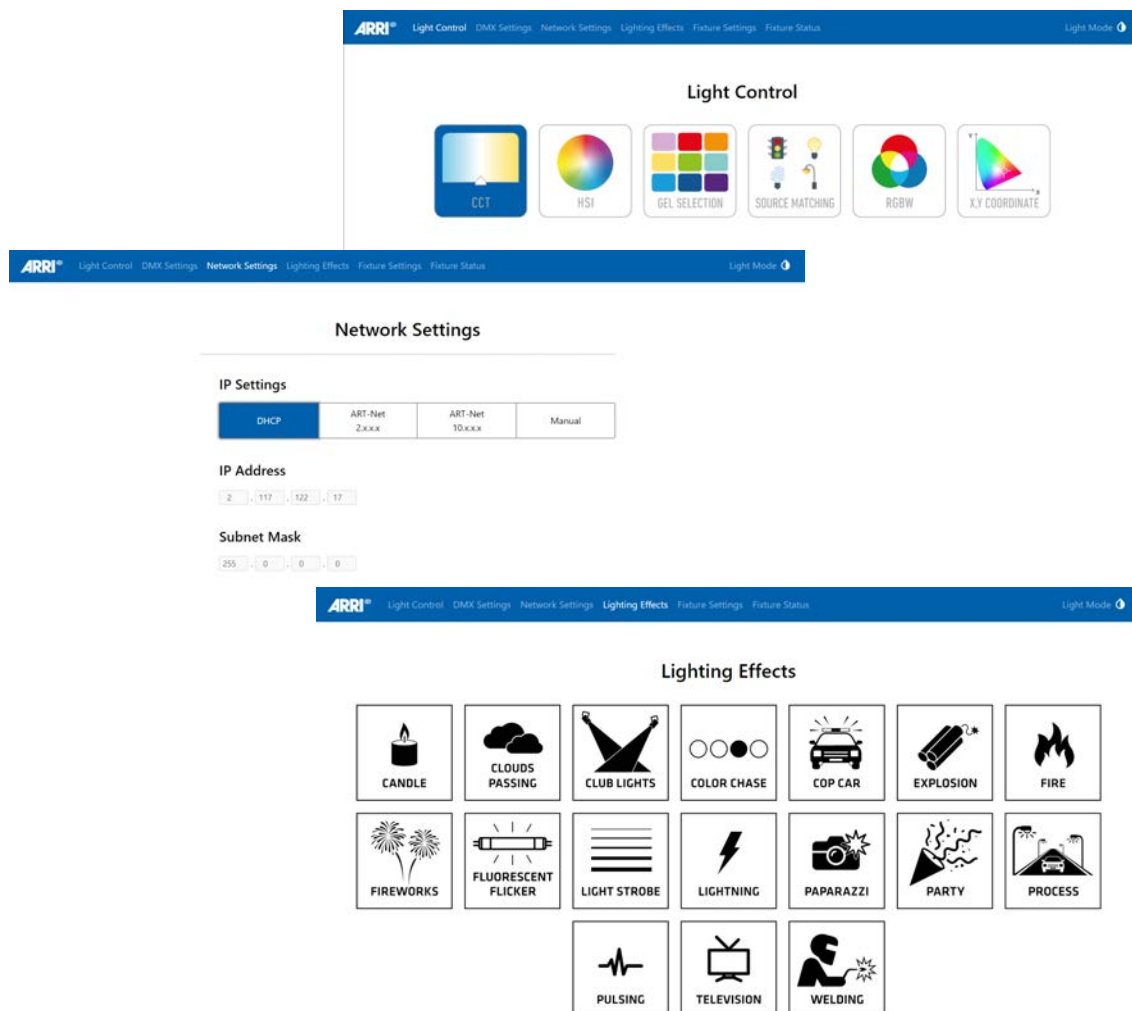 ARRI® Light Control DMX Settings Network Settings Lighting Effects Fixture Settings Fixture Status Light Mode
Light Control
CCT HSI GEL SELECTION SOURCE MATCHING RGBW X,Y COORDINATE
Y X
ARRI® Light Control DMX Settings Network Settings Lighting Effects Fixture Settings Fixture Status Light Mode
Network Settings
IP Settings
DHCP ART-Net 2.x.x.x ART-Net 10.x.x.x Manual
IP Address
2 . 117 . 122 . 17
Subnet Mask
255 . 0 . 0 . 0
ARRI® Light Control DMX Settings Network Settings Lighting Effects Fixture Settings Fixture Status Light Mode
Lighting Effects
CANDLE CLOUDS PASSING CLUB LIGHTS COLOR CHASE COP CAR EXPLOSION FIRE
FIREWORKS FLUORESCENT FLICKER LIGHT STROBE LIGHTNING PAPARAZZI PARTY PROCESS
PULSING TELEVISION WELDING